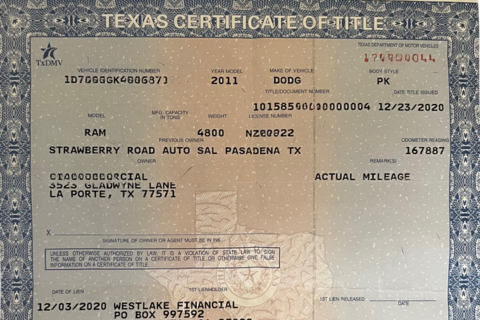 TEXAS CERTIFICATE OF TITLE
TxDMV
TEXAS DEPARTMENT OF MOTOR VEHICLES
VEHICLE IDENTIFICATION NUMBER YEAR MODEL MAKE OF VEHICLE BODY STYLE
2011 DODG PK
TITLE/DOCUMENT NUMBER DATE TITLE ISSUED
12/23/2020
MODEL MFG. CAPACITY IN TONS WEIGHT LICENSE NUMBER
RAM 4800
PREVIOUS OWNER ODOMETER READING
STRAWBERRY ROAD AUTO SAL PASADENA TX 167887
OWNER REMARK(S)
ACTUAL MILEAGE
3523 GLADWYNE LANE
LA PORTE, TX 77571
X
SIGNATURE OF OWNER OR AGENT MUST BE IN INK
UNLESS OTHERWISE AUTHORIZED BY LAW, IT IS A VIOLATION OF STATE LAW TO SIGN
THE NAME OF ANOTHER PERSON ON A CERTIFICATE OF TITLE OR OTHERWISE GIVE FALSE
INFORMATION ON A CERTIFICATE OF TITLE.
DATE OF LIEN 1ST LIENHOLDER 1ST LIEN RELEASED
DATE
12/03/2020 WESTLAKE FINANCIAL
PO BOX 997592